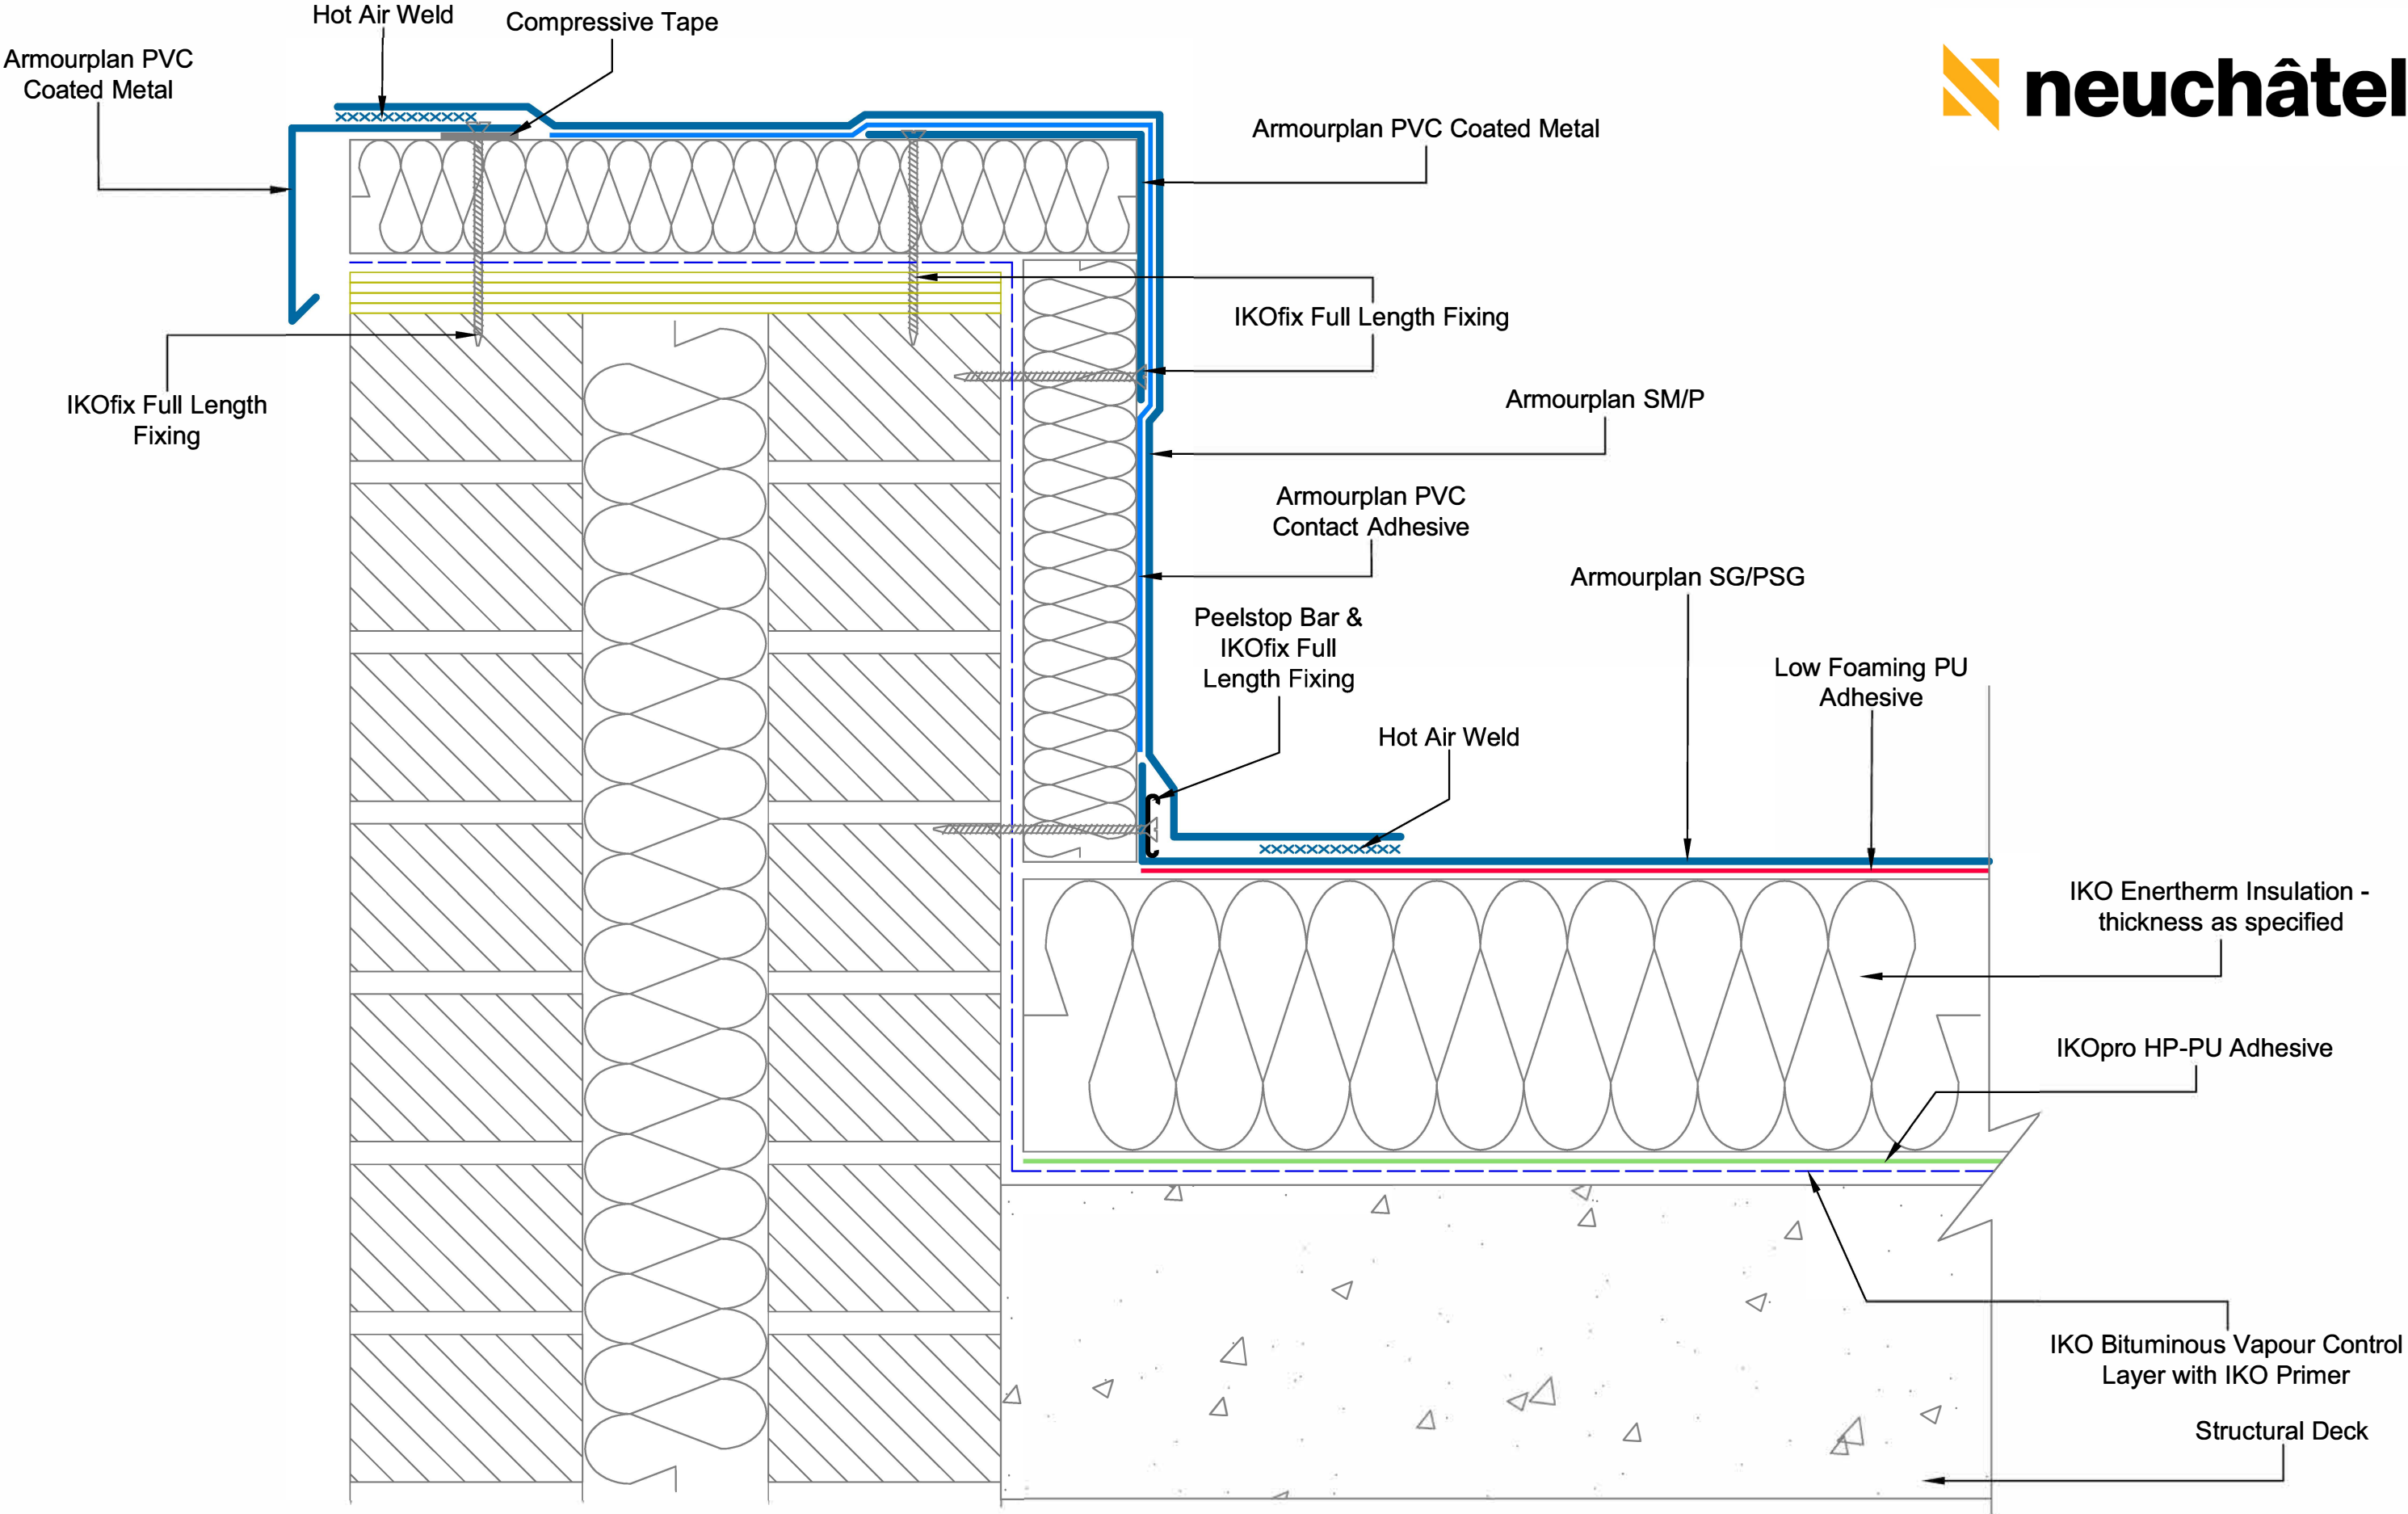 Hot Air Weld
Compressive Tape
Armourplan PVC
Coated Metal
neuchâtel
Armourplan PVC Coated Metal
IKOfix Full Length Fixing
IKOfix Full Length
Fixing
Armourplan SM/P
Armourplan PVC
Contact Adhesive
Armourplan SG/PSG
Peelstop Bar &
IKOfix Full
Length Fixing
Low Foaming PU
Adhesive
Hot Air Weld
IKO Enertherm Insulation -
thickness as specified
IKOpro HP-PU Adhesive
IKO Bituminous Vapour Control
Layer with IKO Primer
Structural Deck